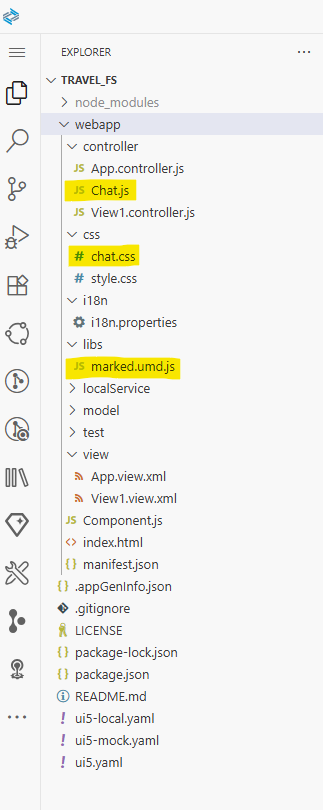 EXPLORER
TRAVEL_FS
node_modules
webapp
controller
JS App.controller.js
JS Chat.js
JS View1.controller.js
css
# chat.css
# style.css
i18n
i18n.properties
libs
JS marked.umd.js
localService
model
test
view
App.view.xml
View1.view.xml
JS Component.js
<> index.html
{} manifest.json
{} .appGenInfo.json
.gitignore
LICENSE
{} package-lock.json
{} package.json
README.md
! ui5-local.yaml
! ui5-mock.yaml
! ui5.yaml